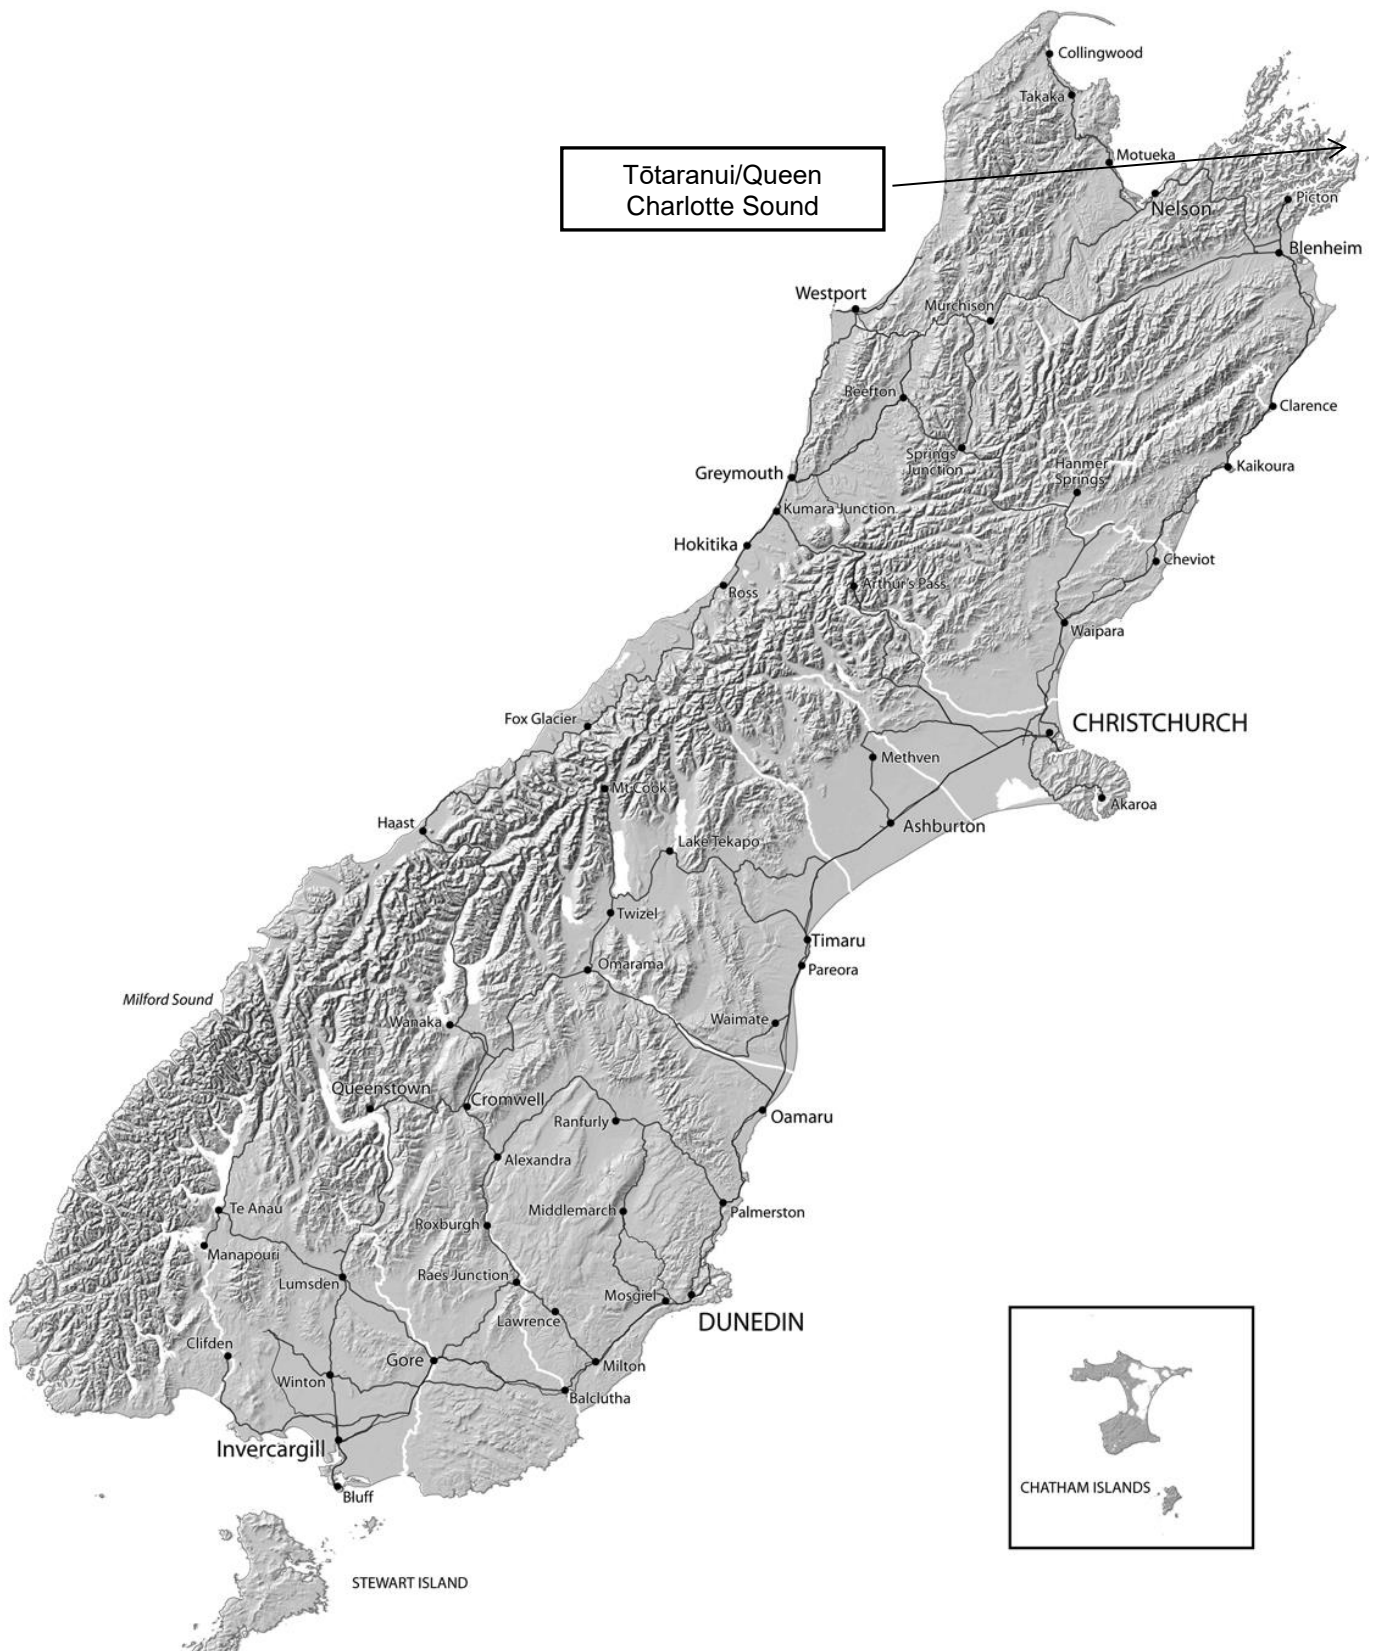 Collingwood
Takaka
Tōtaranui/Queen
Charlotte Sound
Motueka
Nelson
Picton
Blenheim
Westport
Murchison
Reefton
Clarence
Springs
Junction
Hanmer
Springs
Kaikoura
Greymouth
Kumara Junction
Hokitika
Cheviot
Arthur's Pass
Ross
Waipara
Fox Glacier
CHRISTCHURCH
Methven
Mt Cook
Akaroa
Haast
Ashburton
Lake Tekapo
Twizel
Timaru
Omarama
Pareora
Milford Sound
Wanaka
Waimate
Queenstown
Cromwell
Ranfurly
Oamaru
Alexandra
Te Anau
Middlemarch
Palmerston
Roxburgh
Manapouri
Lumsden
Raes Junction
Mosgiel
Lawrence
DUNEDIN
Clifden
Gore
Milton
Winton
Balclutha
Invercargill
Bluff
CHATHAM ISLANDS
STEWART ISLAND